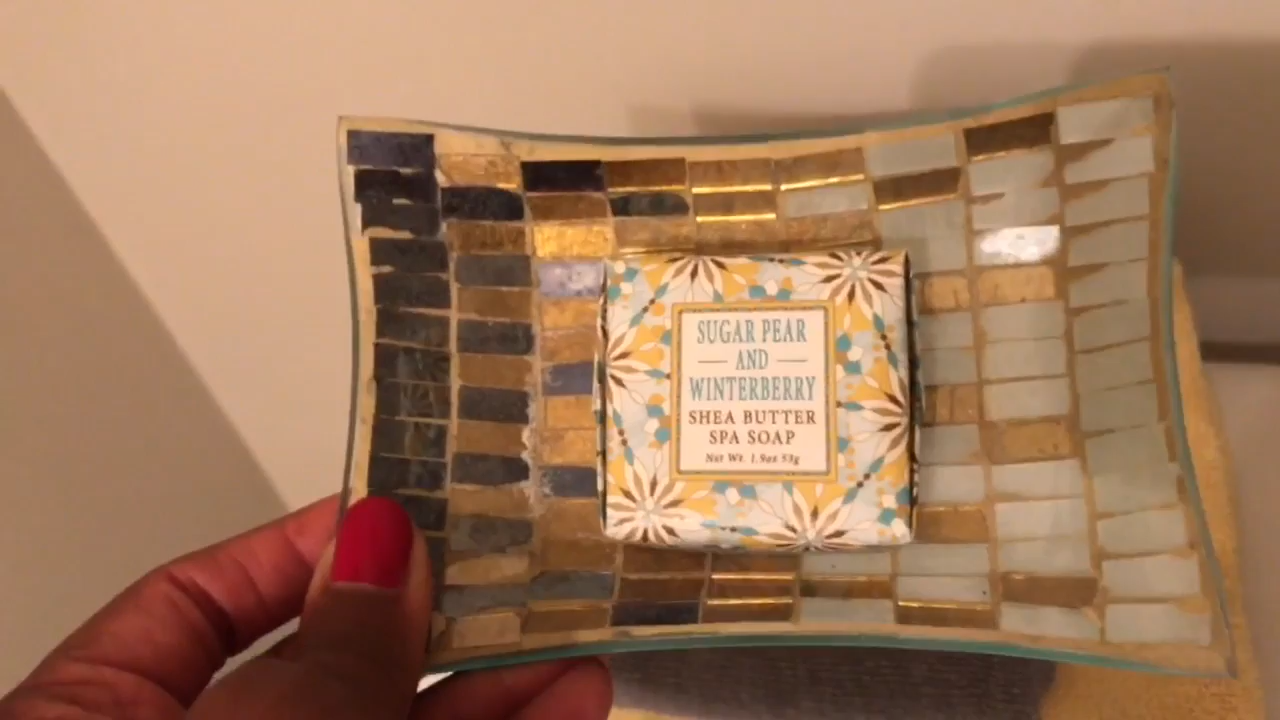 SUGAR PEAR
AND
WINTERBERRY
SHEA BUTTER
SPA SOAP
NET WT. 1.9oz 53g